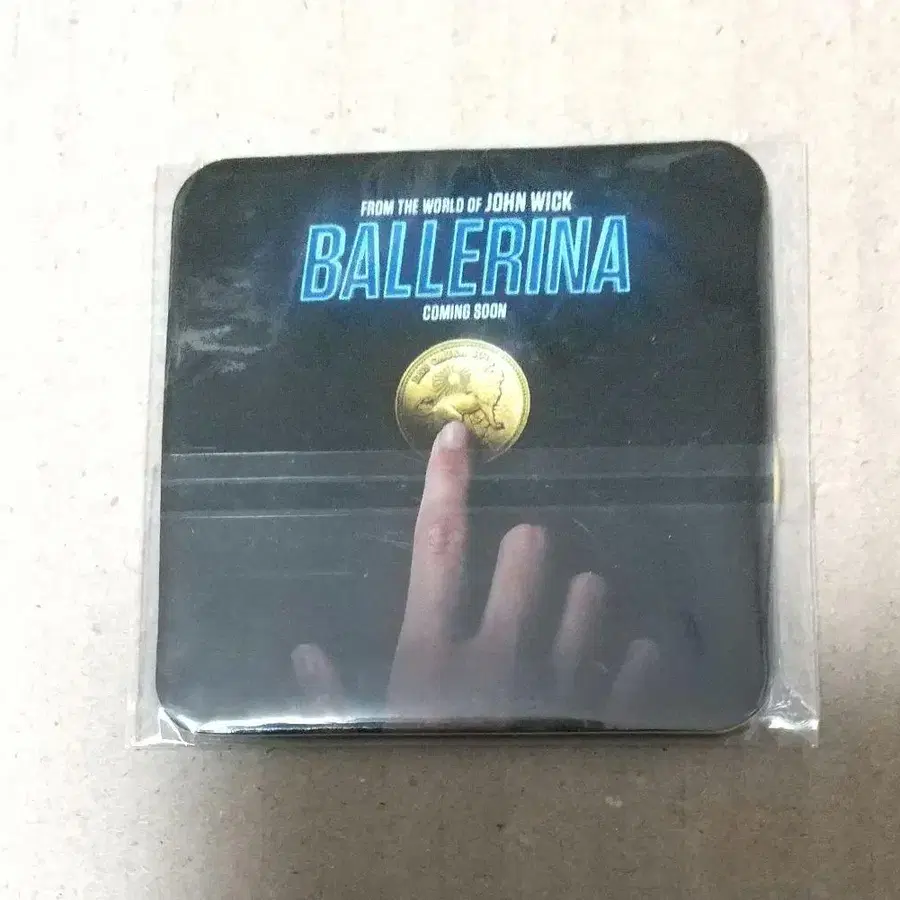 FROM THE WORLD OF JOHN WICK
BALLERINA
COMING SOON